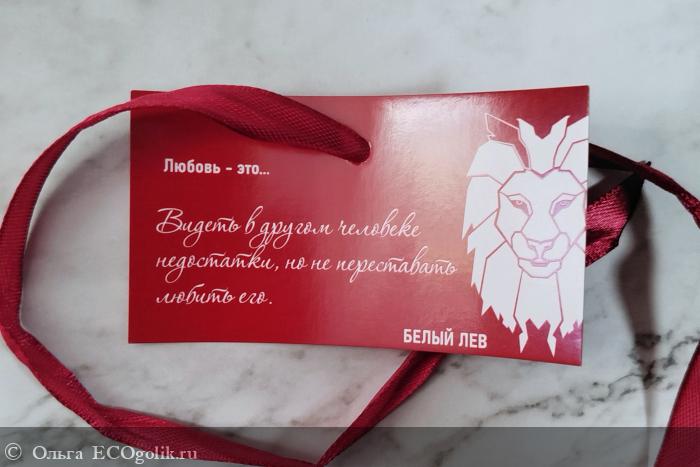 Любовь - это...
Видеть в другом человеке
недостатки, но не переставать
любить его.
БЕЛЫЙ ЛЕВ
© Ольга ECOgolik.ru